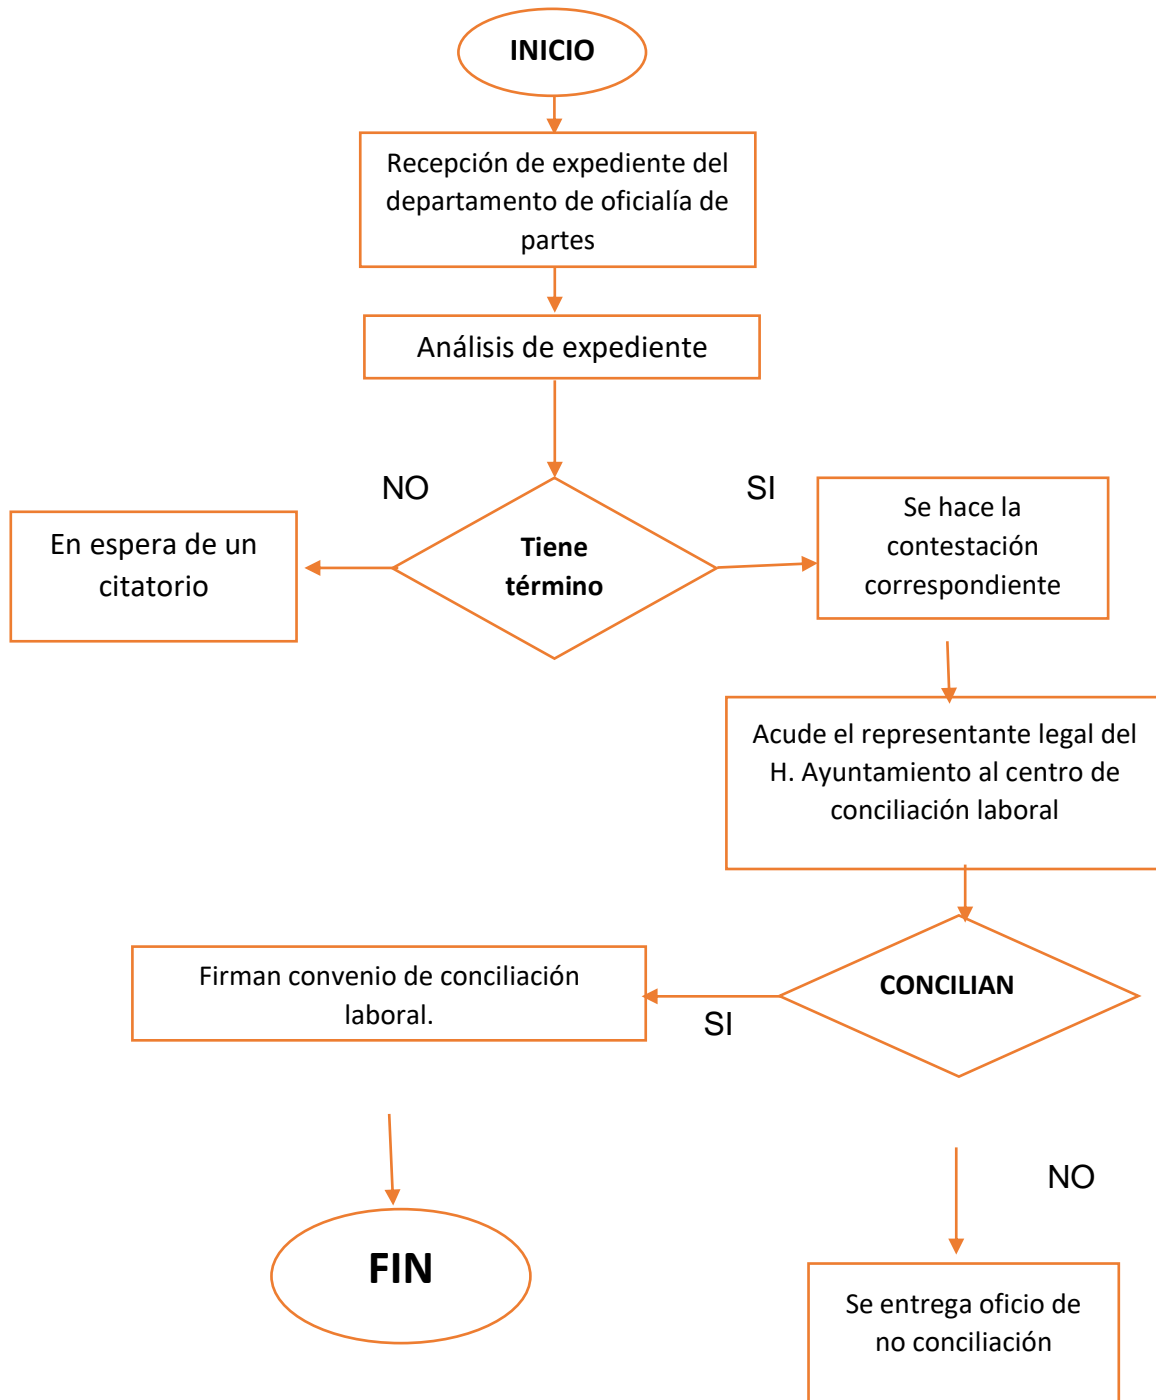 INICIO
Recepción de expediente del
departamento de oficialía de
partes
Análisis de expediente
NO
SI
Tiene
término
En espera de un
citatorio
Se hace la
contestación
correspondiente
Acude el representante legal del
H. Ayuntamiento al centro de
conciliación laboral
CONCILIAN
SI
Firman convenio de conciliación
laboral.
NO
FIN
Se entrega oficio de
no conciliación